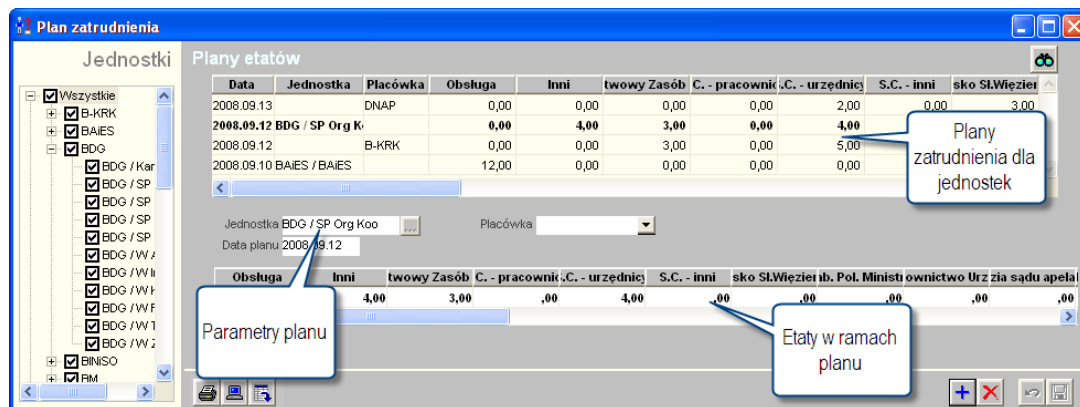 Plan zatrudnienia
Jednostki
Wszystkie
B-KRK
BAiES
BDG
BDG / Kar
BDG / SP
BDG / SP
BDG / SP
BDG / SP
BDG / W A
BDG / W I
BDG / W H
BDG / W F
BDG / W T
BDG / W Z
BINiSO
BM
Plany etatów
Data Jednostka Placówka Obsługa Inni twowy Zasób C. - pracownic .C. - urzędnicy S.C. - inni sko Sł.Więzier
2008.09.13 DNAP 0,00 0,00 0,00 0,00 2,00 0,00 3,00
2008.09.12 BDG / SP Org K 0,00 4,00 3,00 0,00 4,00
2008.09.12 B-KRK 0,00 0,00 3,00 0,00 5,00
2008.09.10 BAiES / BAiES 12,00 0,00 0,00 0,00 0,00
Plany
zatrudnienia dla
jednostek
Jednostka BDG / SP Org Koo ... Placówka
Data planu 2008.09.12
Obsługa Inni twowy Zasób C. - pracownic .C. - urzędnicy S.C. - inni sko Sł.Więzier ab. Pol. Ministr ownictwo Urz zia sądu apela
4,00 3,00 ,00 4,00 ,00 ,00 ,00 ,00 ,00
Parametry planu
Etaty w ramach
planu